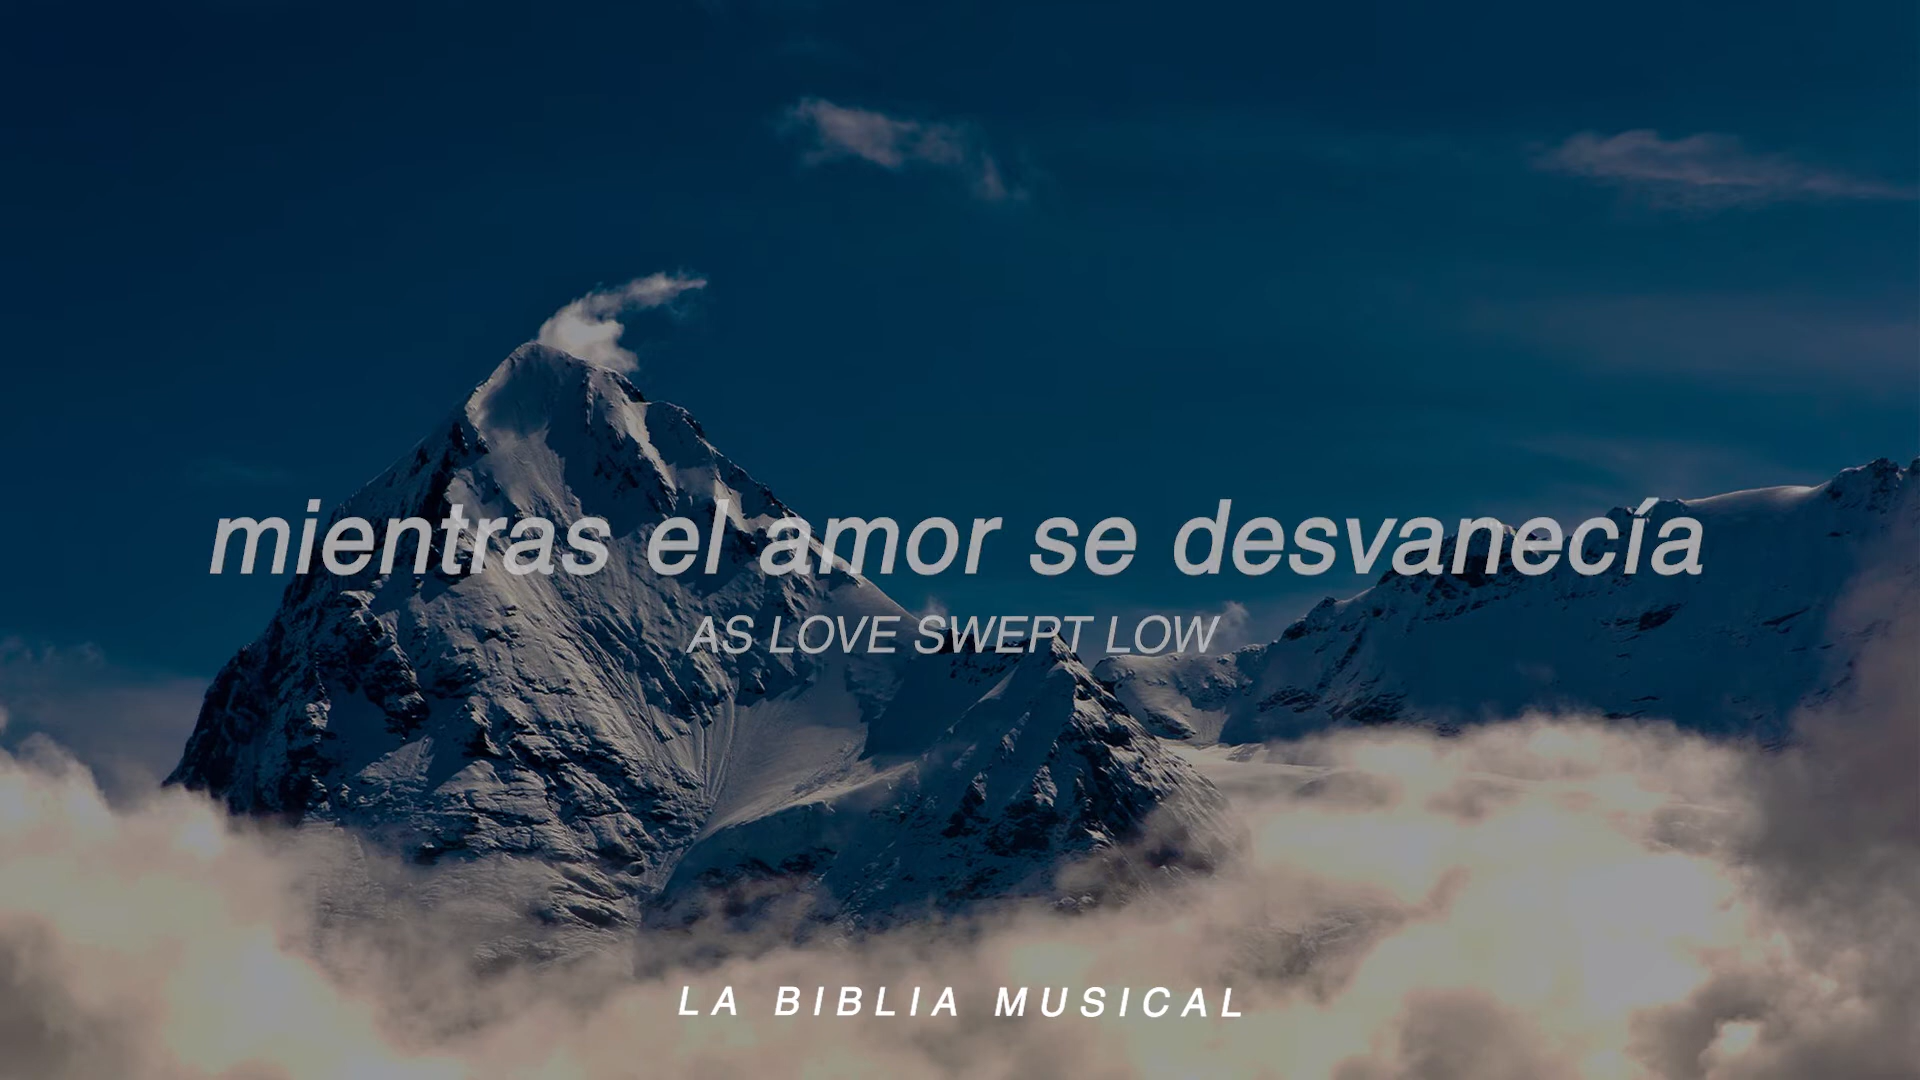 mientras el amor se desvanecía
AS LOVE SWEPT LOW
LA BIBLIA MUSICAL